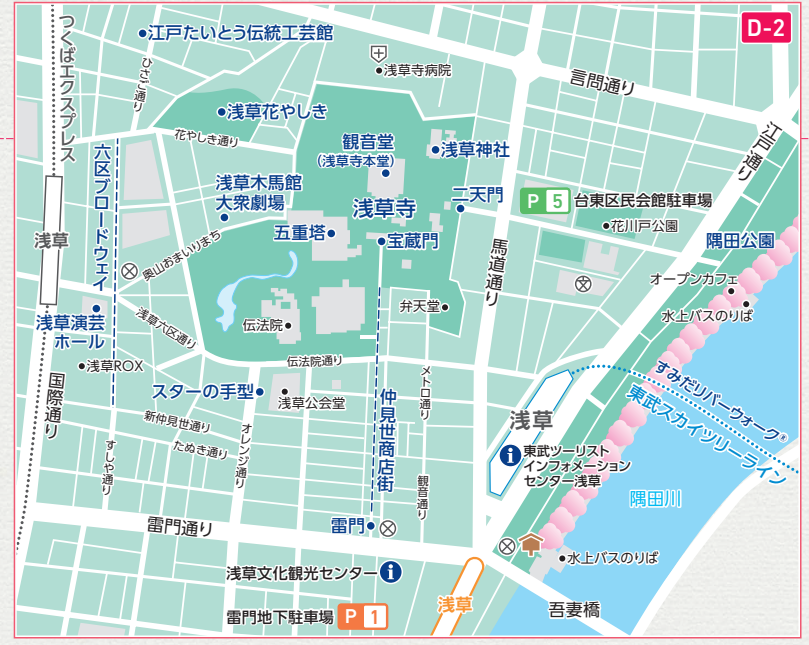 D-2
つくばエクスプレス
江戸たいとう伝統工芸館
ひさご通り
浅草寺病院
言問通り
江戸通り
浅草花やしき
花やしき通り
観音堂
(浅草寺本堂)
浅草神社
六区ブロードウェイ
浅草木馬館
大衆劇場
浅草寺
二天門
P 5 台東区民会館駐車場
花川戸公園
浅草
五重塔
宝蔵門
馬道通り
隅田公園
奥山おまいりまち
オープンカフェ
水上バスのりば
浅草演芸
ホール
浅草六区通り
伝法院
弁天堂
浅草ROX
伝法院通り
国際通り
スターの手型
浅草公会堂
仲見世商店街
メトロ通り
すみだリバーウォーク®
東武スカイツリーライン
新仲見世通り
たぬき通り
すしや通り
オレンジ通り
観音通り
浅草
i 東武ツーリスト
インフォメーション
センター浅草
隅田川
雷門通り
雷門
水上バスのりば
浅草文化観光センター i
浅草
吾妻橋
雷門地下駐車場 P 1